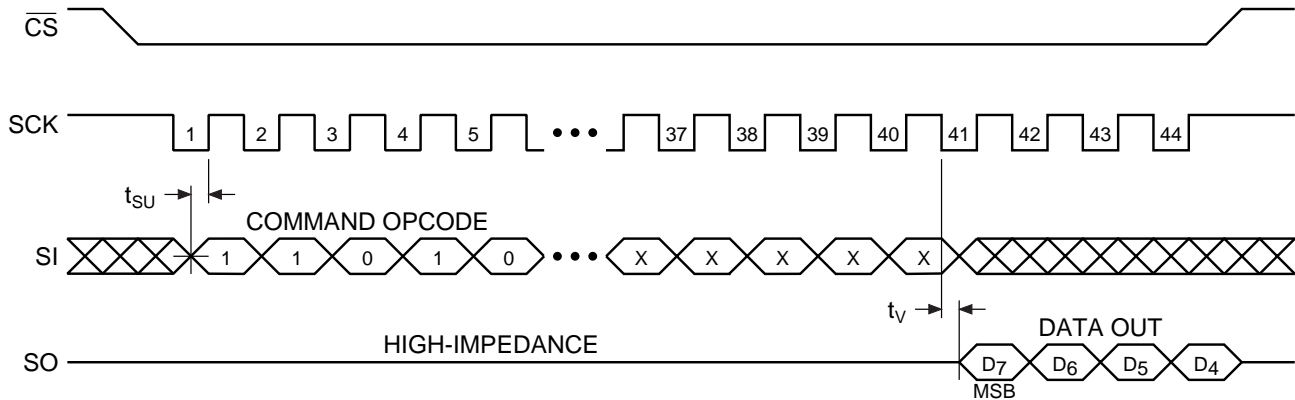 CS
SCK 1 2 3 4 5 ••• 37 38 39 40 41 42 43 44
tSU
COMMAND OPCODE
SI 1 1 0 1 0 ••• X X X X X
tV
DATA OUT
HIGH-IMPEDANCE
SO D7 D6 D5 D4
MSB